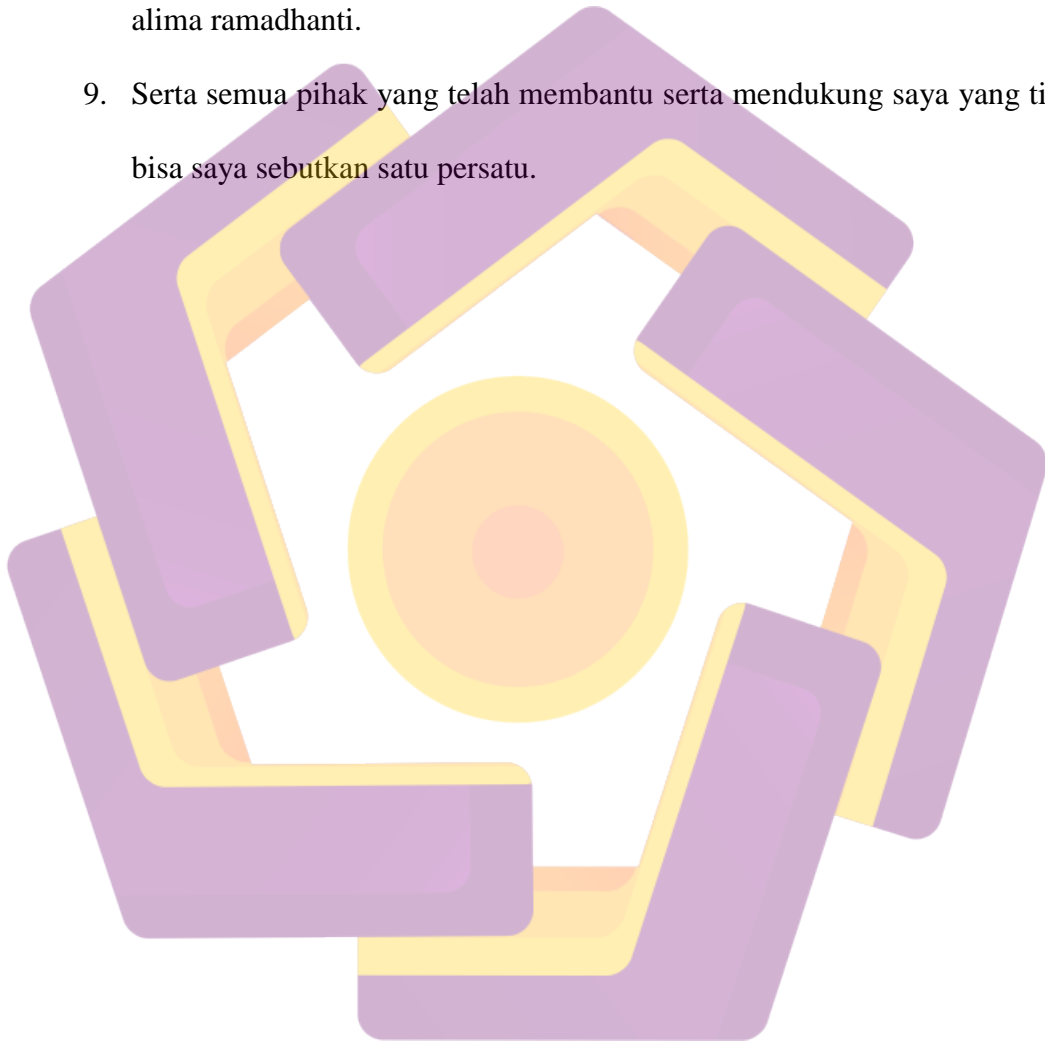 alima ramadhanti.
9. Serta semua pihak yang telah membantu serta mendukung saya yang ti
bisa saya sebutkan satu persatu.